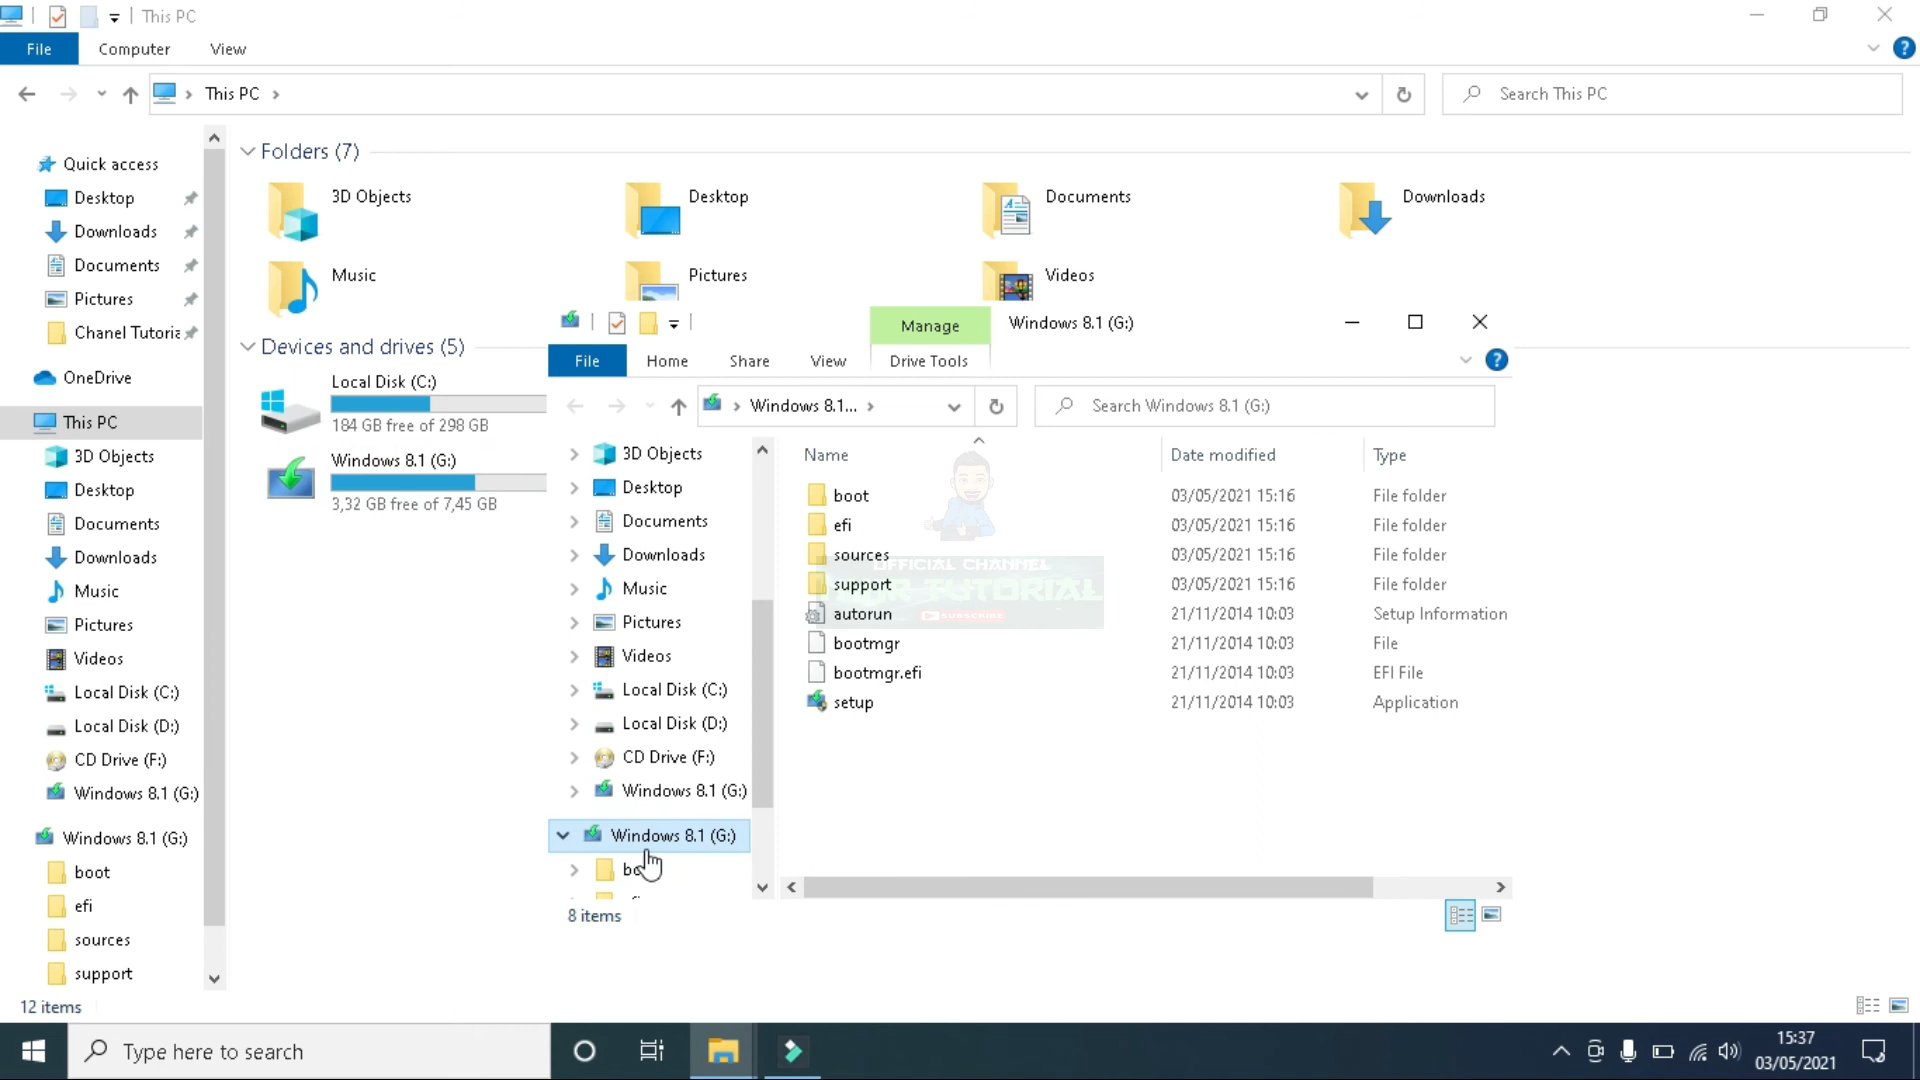 This PC
File
Computer
View
This PC
Search This PC
Quick access
Desktop
Downloads
Documents
Pictures
Chanel Tutoria
OneDrive
This PC
3D Objects
Desktop
Documents
Downloads
Music
Pictures
Videos
Local Disk (C:)
Local Disk (D:)
CD Drive (F:)
Windows 8.1 (G:)
Windows 8.1 (G:)
boot
efi
sources
support
12 items
Folders (7)
3D Objects
Desktop
Documents
Downloads
Music
Pictures
Videos
Devices and drives (5)
Local Disk (C:)
184 GB free of 298 GB
Windows 8.1 (G:)
3,32 GB free of 7,45 GB
Manage
Windows 8.1 (G:)
File
Home
Share
View
Drive Tools
Windows 8.1...
Search Windows 8.1 (G:)
3D Objects
Desktop
Documents
Downloads
Music
Pictures
Videos
Local Disk (C:)
Local Disk (D:)
CD Drive (F:)
Windows 8.1 (G:)
Windows 8.1 (G:)
8 items
Name Date modified Type
boot 03/05/2021 15:16 File folder
efi 03/05/2021 15:16 File folder
sources 03/05/2021 15:16 File folder
OFFICIAL CHANNEL
support 03/05/2021 15:16 File folder
TUTORIAL
autorun 21/11/2014 10:03 Setup Information
SUBSCRIBE
bootmgr 21/11/2014 10:03 File
bootmgr.efi 21/11/2014 10:03 EFI File
setup 21/11/2014 10:03 Application
Type here to search
15:37
03/05/2021